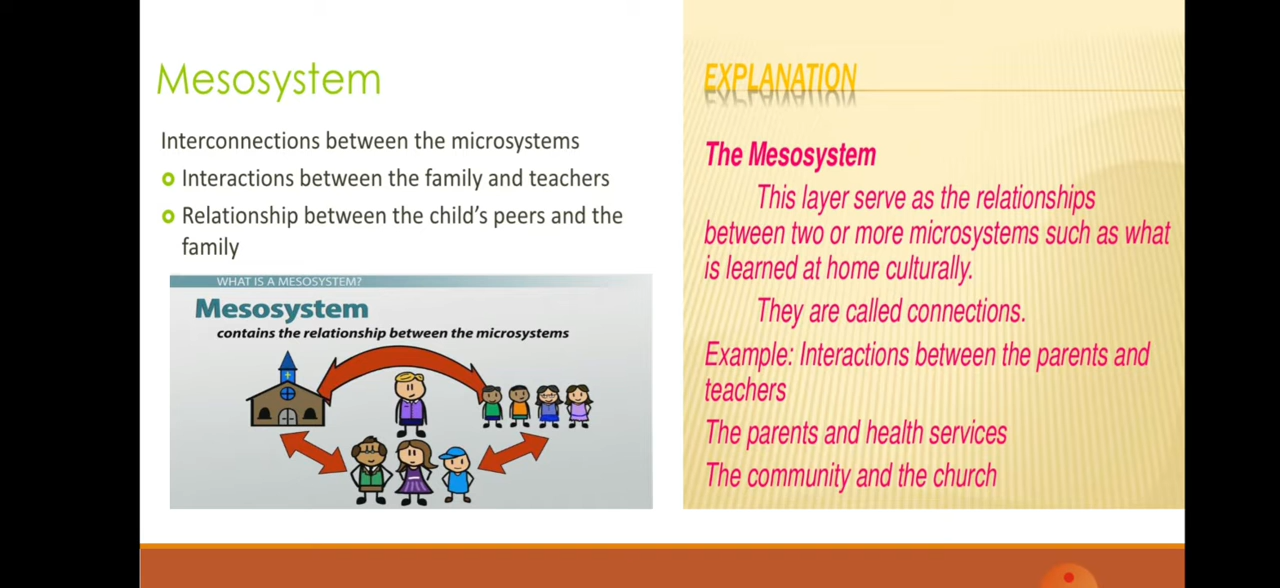 Mesosystem
Interconnections between the microsystems
Interactions between the family and teachers
Relationship between the child's peers and the
family
WHAT IS A MESOSYSTEM?
Mesosystem
contains the relationship between the microsystems
EXPLANATION
The Mesosystem
This layer serve as the relationships
between two or more microsystems such as what
is learned at home culturally.
They are called connections.
Example: Interactions between the parents and
teachers
The parents and health services
The community and the church